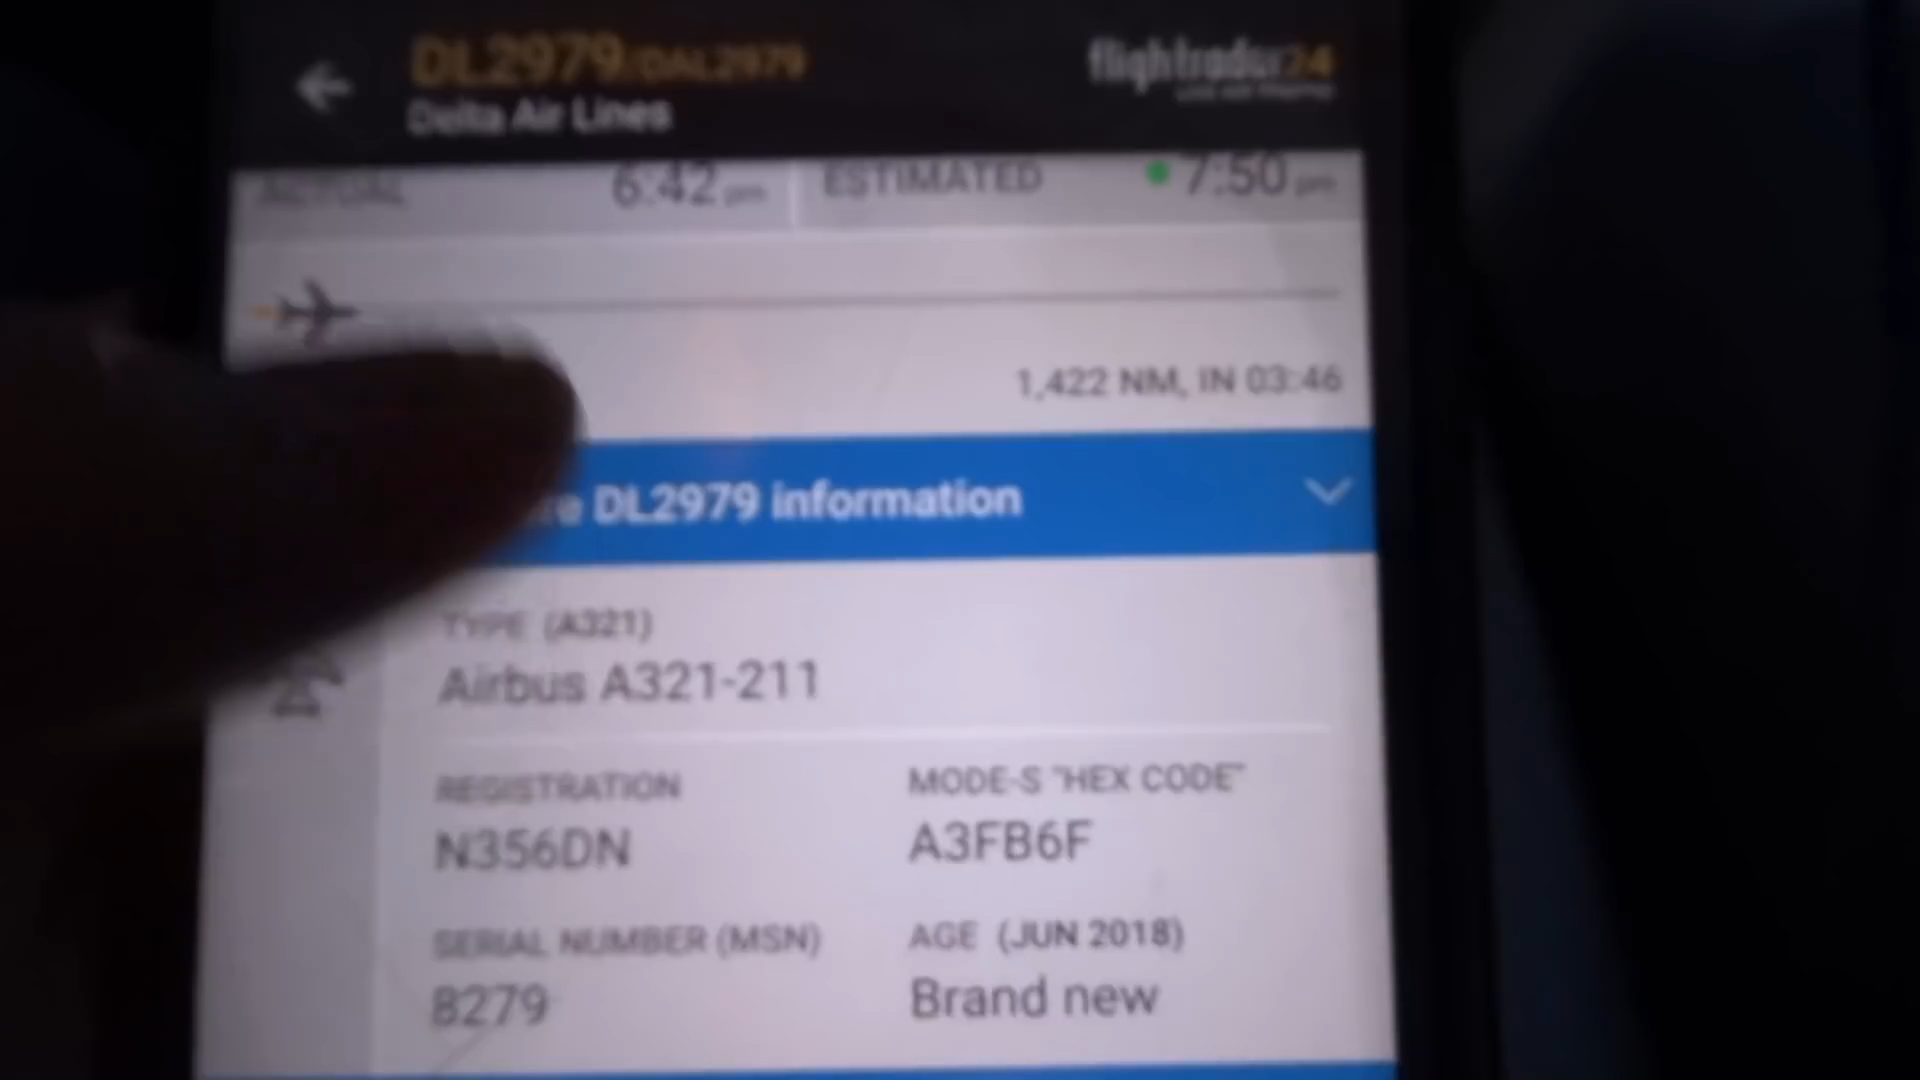 DL2979/DAL2979
flightradar24
Delta Air Lines
ACTUAL 6:42 pm ESTIMATED 7:50 pm
1,422 NM, IN 03:46
re DL2979 information
TYPE (A321)
Airbus A321-211
REGISTRATION MODE-S "HEX CODE"
N356DN A3FB6F
SERIAL NUMBER (MSN) AGE (JUN 2018)
8279 Brand new